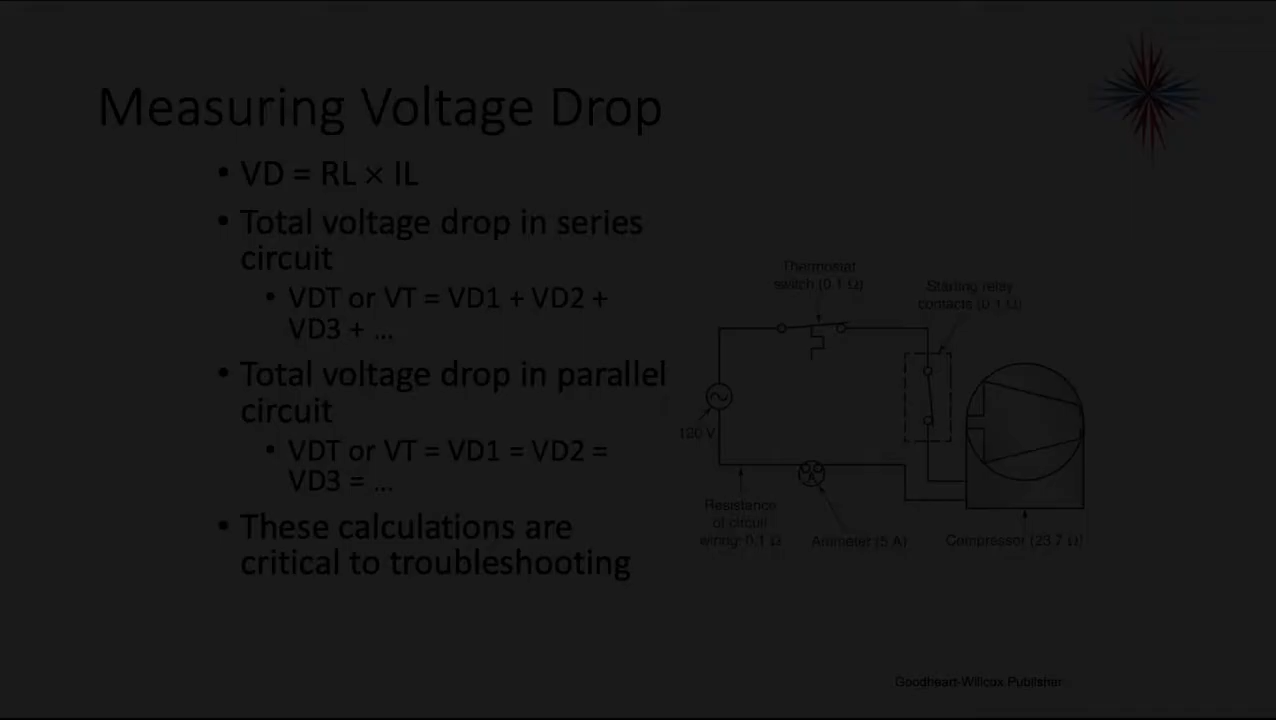 Measuring Voltage Drop
• VD = RL × IL
• Total voltage drop in series
circuit
• VDT or VT = VD1 + VD2 +
VD3 + ...
• Total voltage drop in parallel
circuit
• VDT or VT = VD1 = VD2 =
VD3 = ...
• These calculations are
critical to troubleshooting
Thermostat
switch (0.1 Ω)
Starting relay
contacts (0.1 Ω)
120 V
A
Resistance
of circuit
wiring: 0.1 Ω
Ammeter (5 A)
Compressor (23.7 Ω)
Goodheart-Willcox Publisher